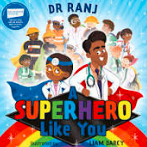 DR RANJ
A
SUPERHERO
Like You
LIAM DARCY